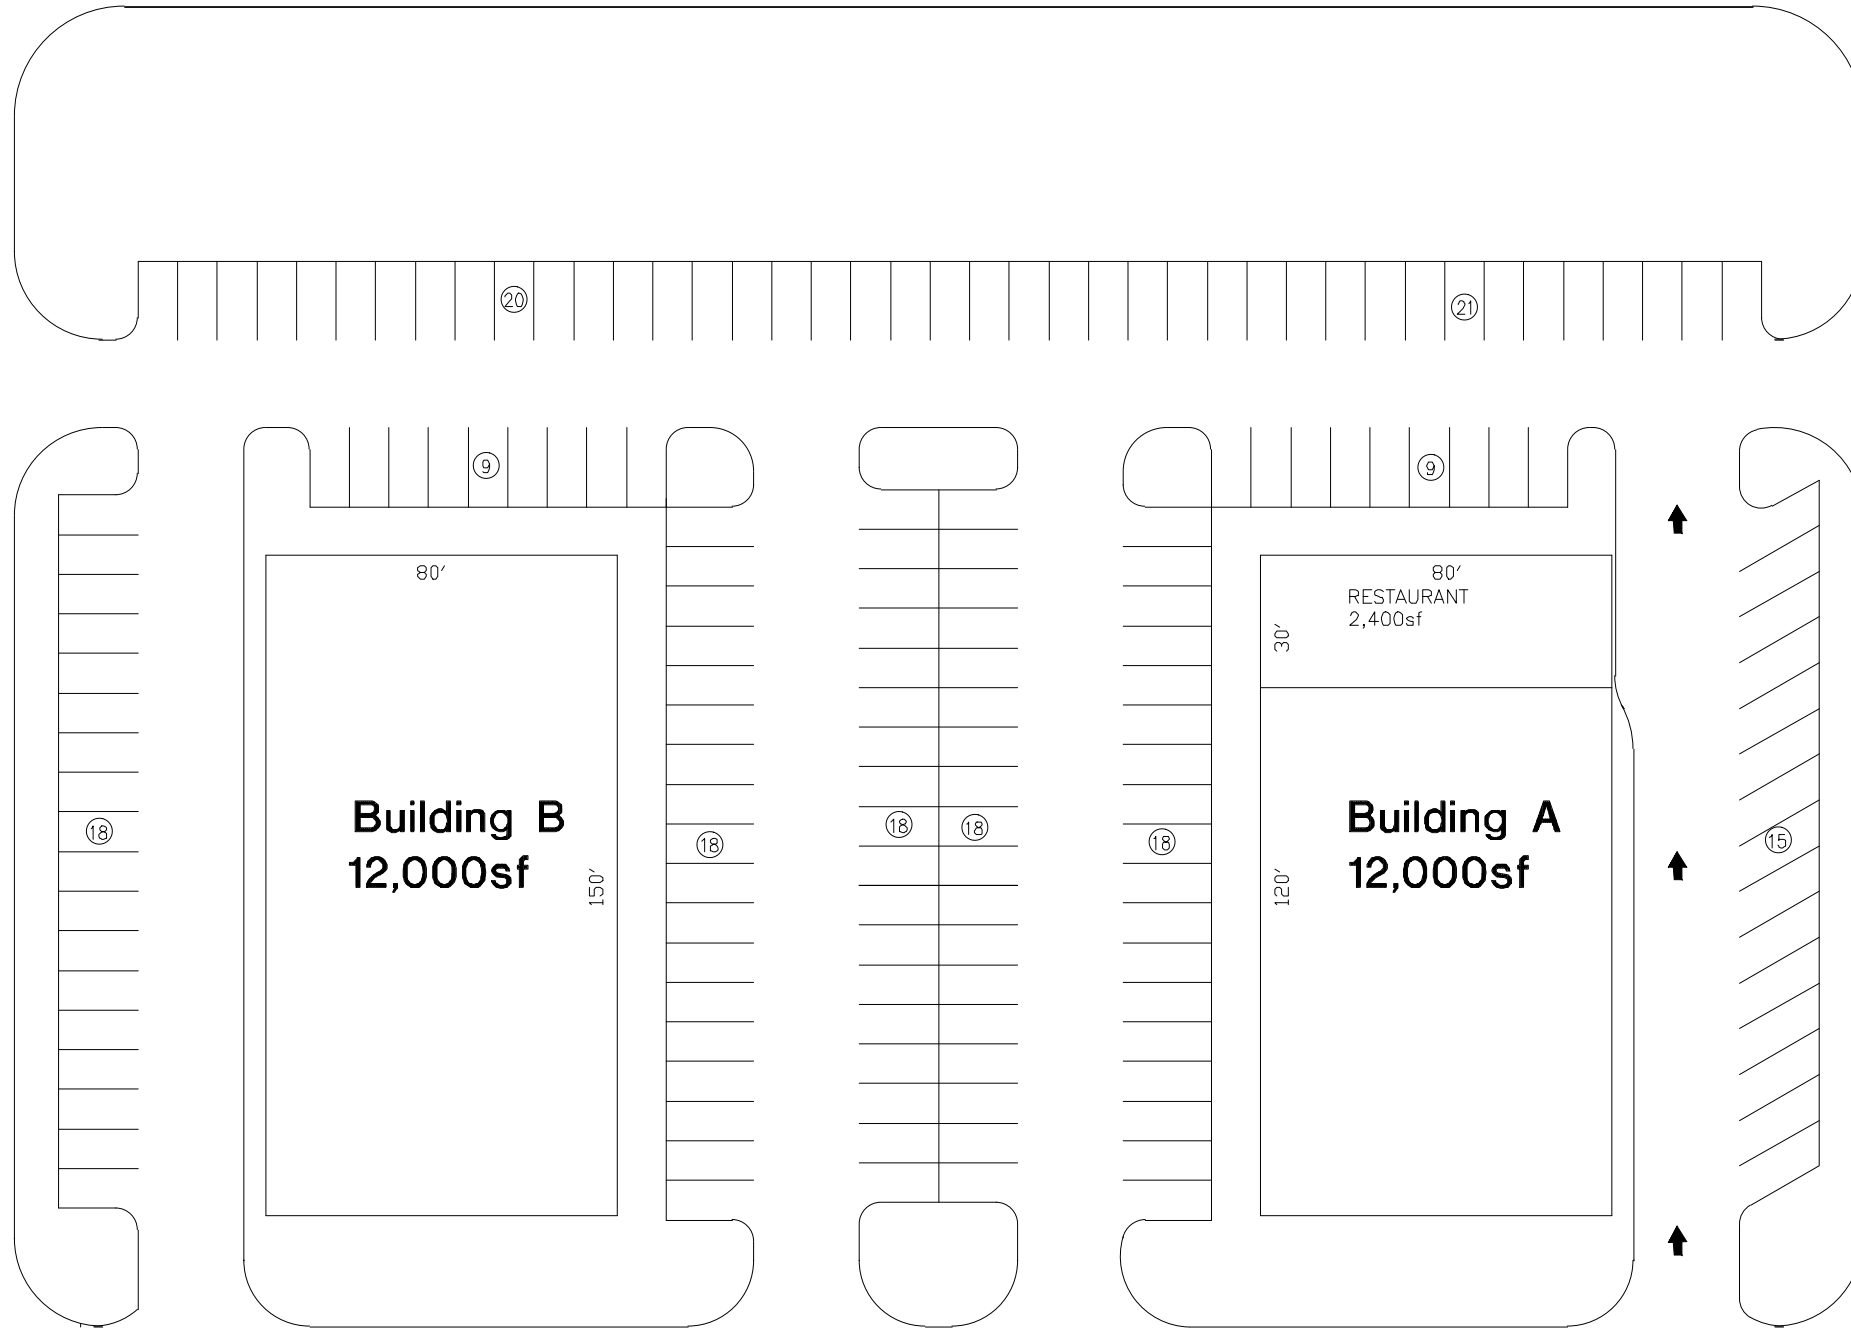 20
21
9
9
80′
80′
RESTAURANT
2,400sf
30′
Building B
12,000sf
150′
Building A
12,000sf
120′
18
18
18
18
18
15